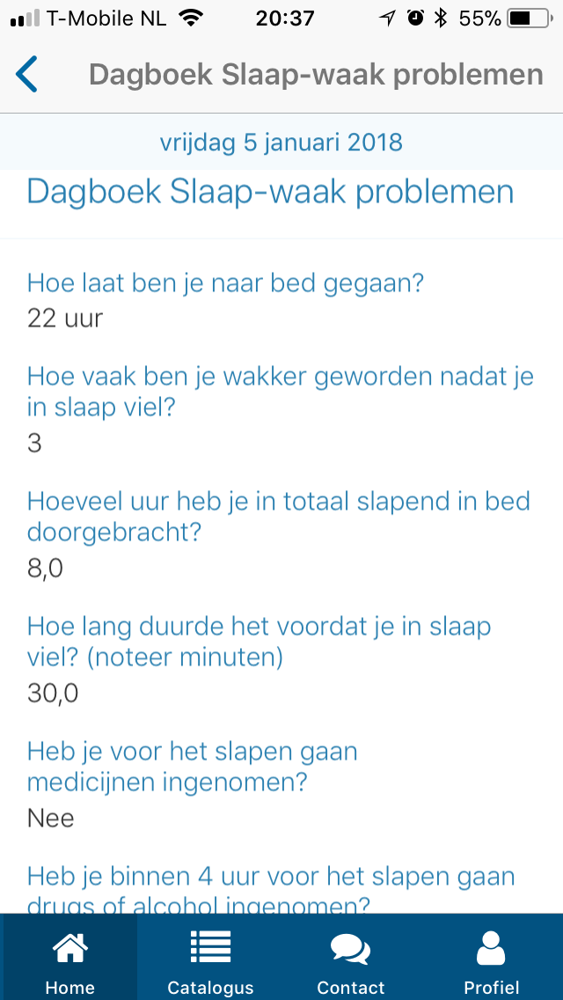 T-Mobile NL 20:37 55%
Dagboek Slaap-waak problemen
vrijdag 5 januari 2018
Dagboek Slaap-waak problemen
Hoe laat ben je naar bed gegaan?
22 uur
Hoe vaak ben je wakker geworden nadat je
in slaap viel?
3
Hoeveel uur heb je in totaal slapend in bed
doorgebracht?
8,0
Hoe lang duurde het voordat je in slaap
viel? (noteer minuten)
30,0
Heb je voor het slapen gaan
medicijnen ingenomen?
Nee
Heb je binnen 4 uur voor het slapen gaan
drugs of alcohol ingenomen?
Home Catalogus Contact Profiel